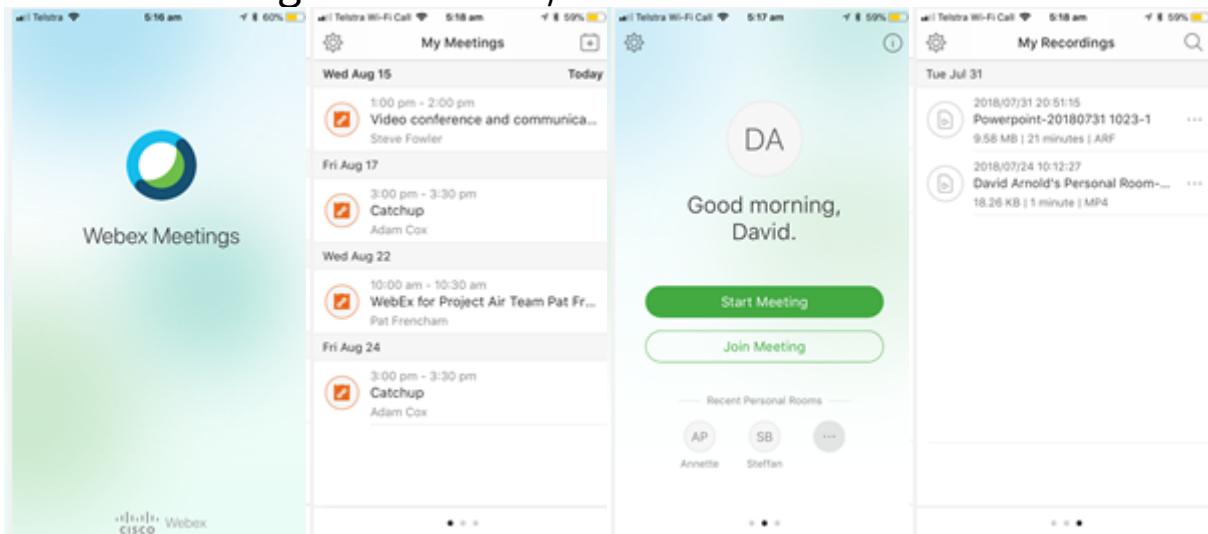 Telstra 5:16 am 60%
Webex Meetings
CISCO Webex
Telstra Wi-Fi Call 5:18 am 59%
My Meetings
Wed Aug 15 Today
1:00 pm - 2:00 pm
Video conference and communica...
Steve Fowler
Fri Aug 17
3:00 pm - 3:30 pm
Catchup
Adam Cox
Wed Aug 22
10:00 am - 10:30 am
WebEx for Project Air Team Pat Fr...
Pat Frencham
Fri Aug 24
3:00 pm - 3:30 pm
Catchup
Adam Cox
Telstra Wi-Fi Call 5:17 am 59%
DA
Good morning,
David.
Start Meeting
Join Meeting
Recent Personal Rooms
AP SB ...
Annette Steffan
Telstra Wi-Fi Call 5:18 am 59%
My Recordings
Tue Jul 31
2018/07/31 20:51:15
Powerpoint-20180731 1023-1
9.58 MB | 21 minutes | ARF
2018/07/24 10:12:27
David Arnold's Personal Room-...
18.26 KB | 1 minute | MP4